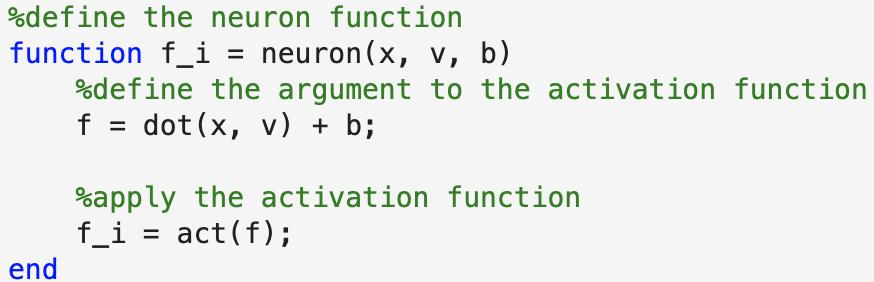 %define the neuron function
function f_i = neuron(x, v, b)
%define the argument to the activation function
f = dot(x, v) + b;
%apply the activation function
f_i = act(f);
end